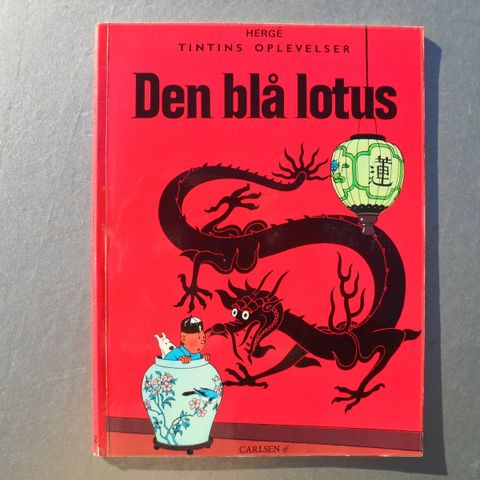 HERGÉ
TINTINS OPLEVELSER
Den blå lotus
蓮
CARLSEN if